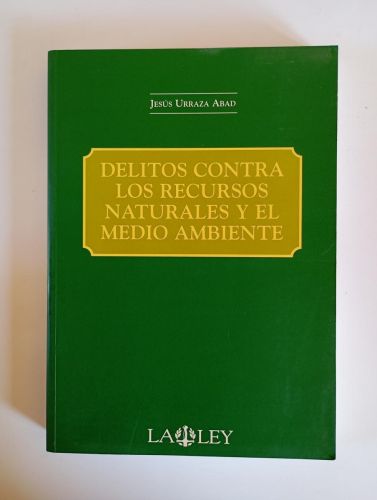 Jesús Urraza Abad
DELITOS CONTRA
LOS RECURSOS
NATURALES Y EL
MEDIO AMBIENTE
LA LEY